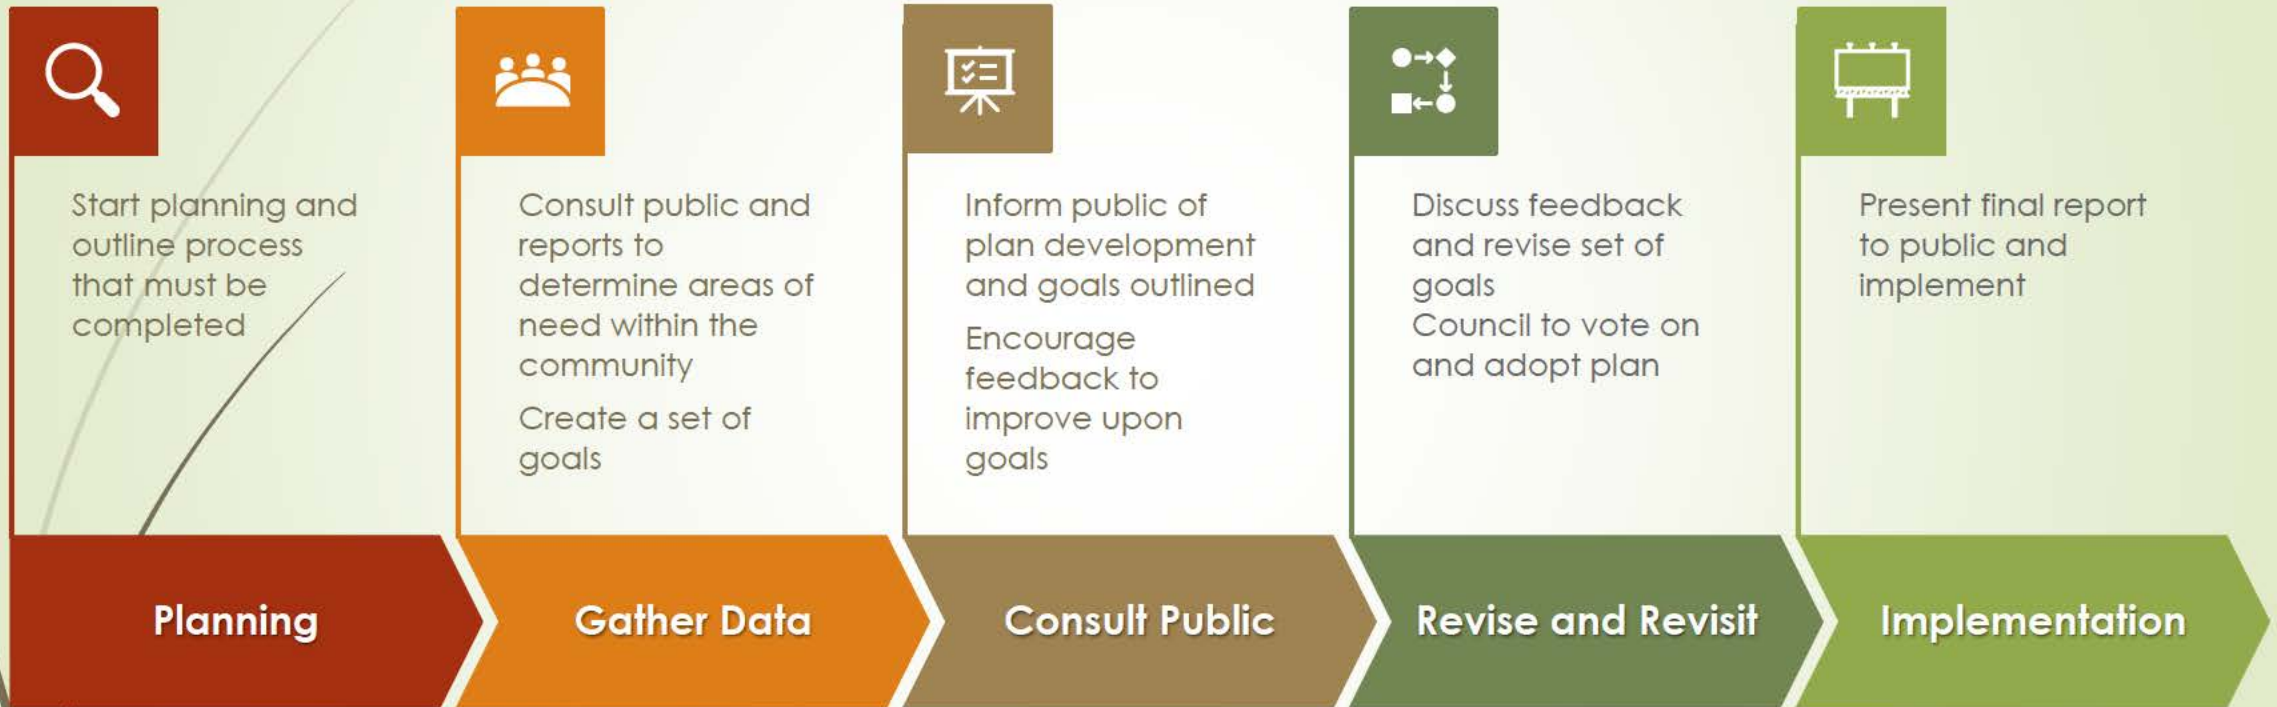 Start planning and
outline process
that must be
completed
Consult public and
reports to
determine areas of
need within the
community
Create a set of
goals
Inform public of
plan development
and goals outlined
Encourage
feedback to
improve upon
goals
Discuss feedback
and revise set of
goals
Council to vote on
and adopt plan
Present final report
to public and
implement
Planning
Gather Data
Consult Public
Revise and Revisit
Implementation